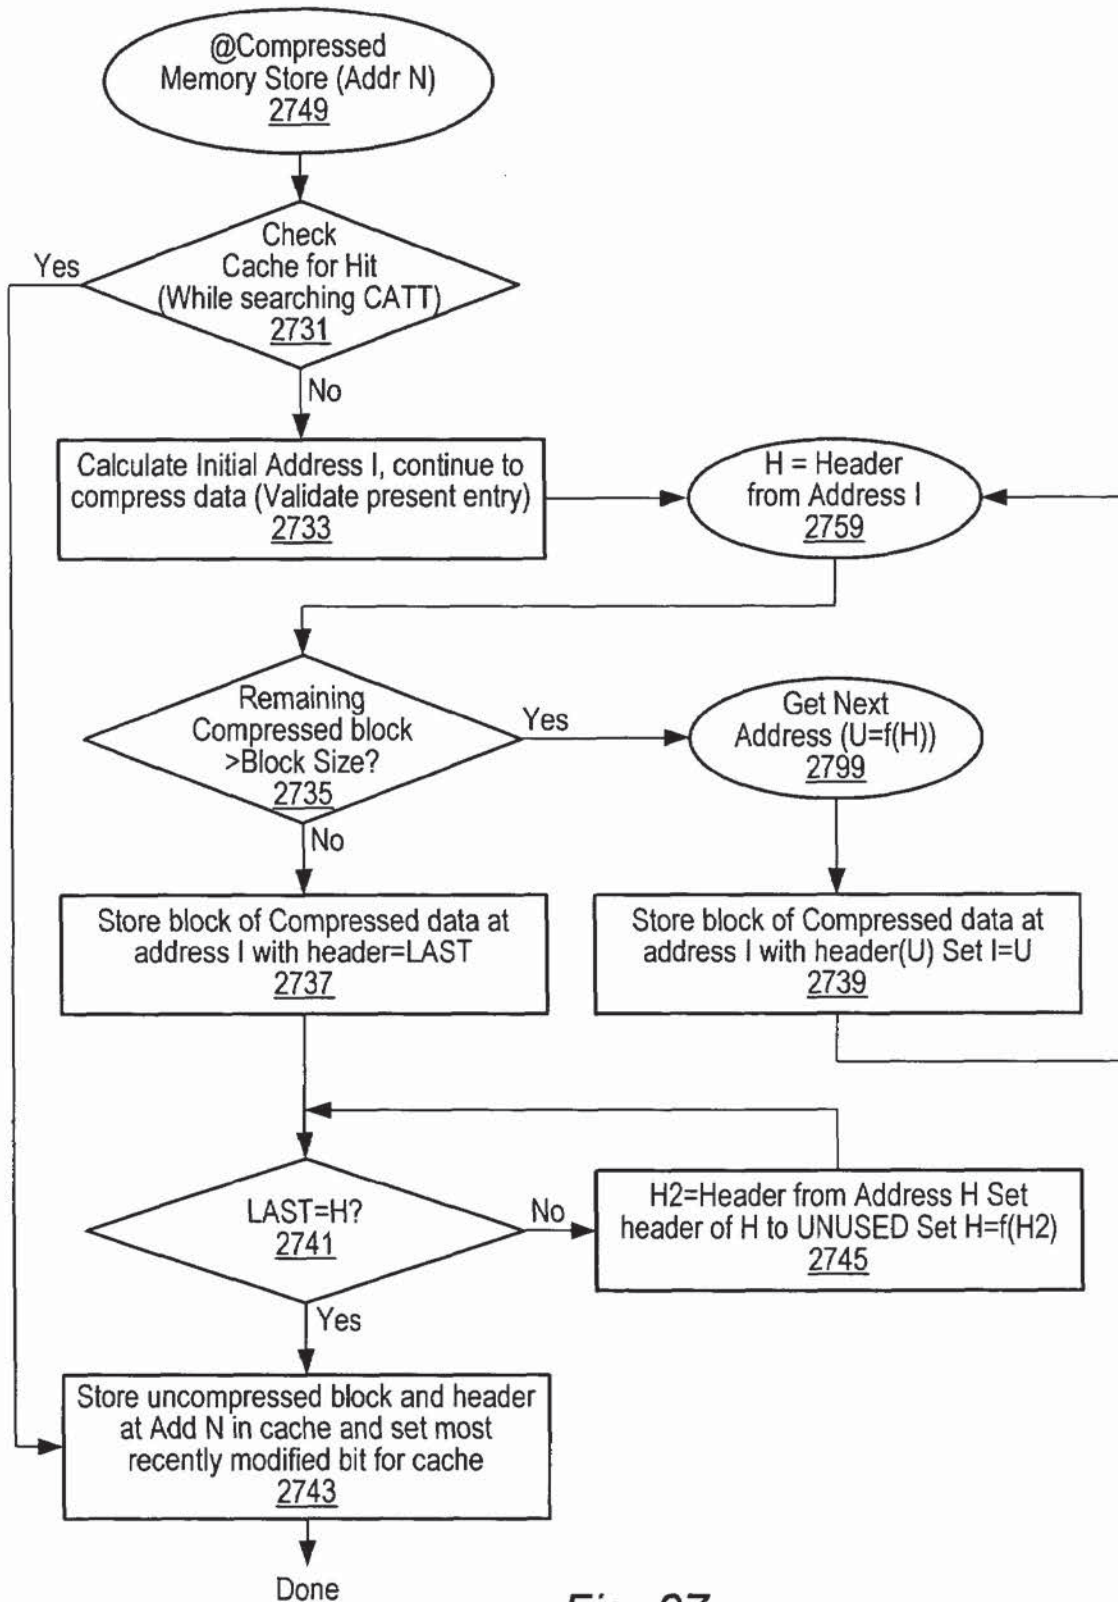 @Compressed
Memory Store (Addr N)
2749
Check
Cache for Hit
(While searching CATT)
2731
Yes
No
Calculate Initial Address I, continue to
compress data (Validate present entry)
2733
H = Header
from Address I
2759
Remaining
Compressed block
>Block Size?
2735
Yes
No
Get Next
Address (U=f(H))
2799
Store block of Compressed data at
address I with header=LAST
2737
Store block of Compressed data at
address I with header(U) Set I=U
2739
LAST=H?
2741
No
Yes
H2=Header from Address H Set
header of H to UNUSED Set H=f(H2)
2745
Store uncompressed block and header
at Add N in cache and set most
recently modified bit for cache
2743
Done